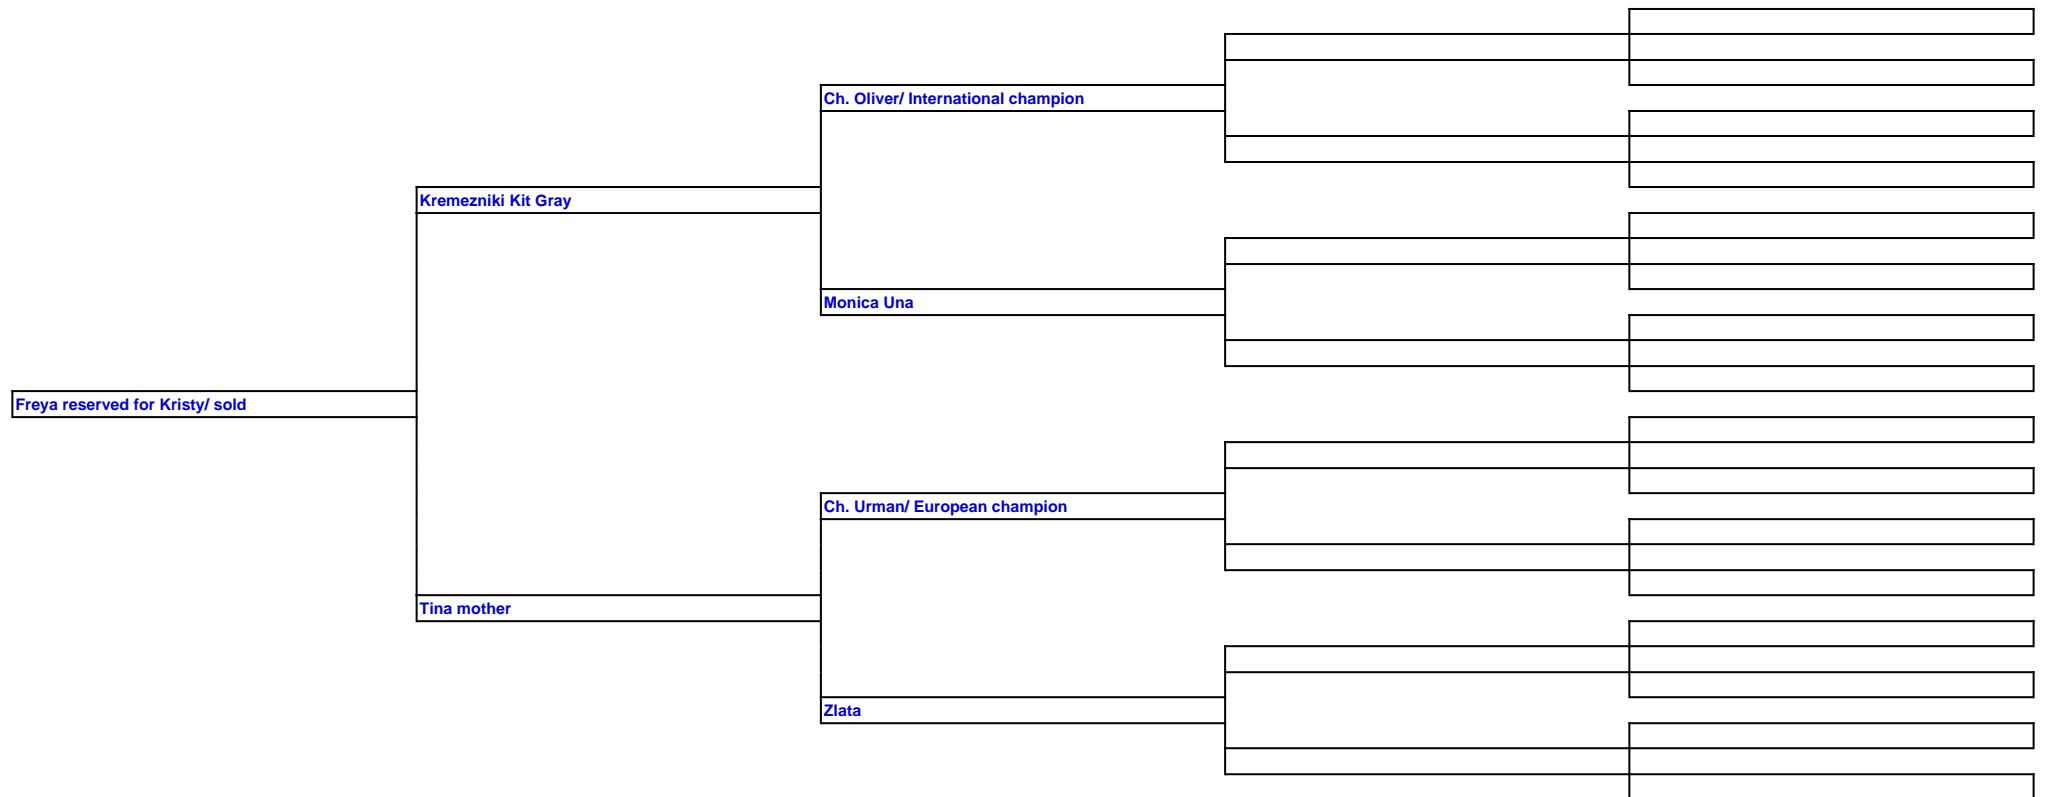 Ch. Oliver/ International champion
Kremezniki Kit Gray
Monica Una
Freya reserved for Kristy/ sold
Ch. Urman/ European champion
Tina mother
Zlata